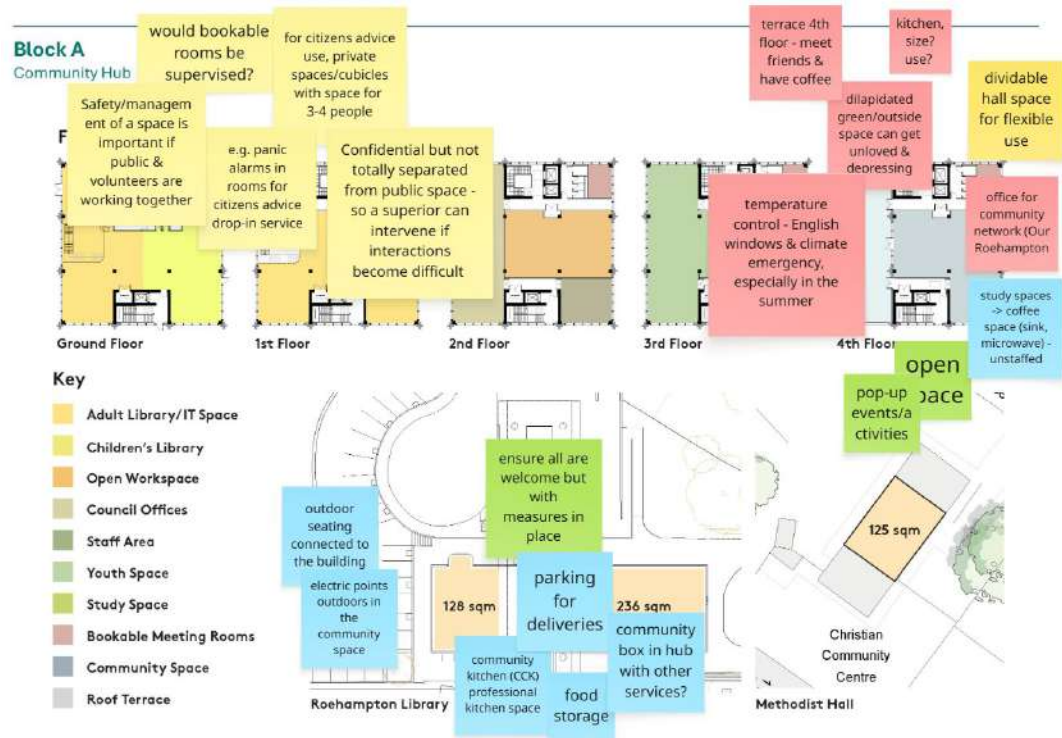 Block A
Community Hub
would bookable
rooms be
supervised?
for citizens advice
use, private
spaces/cubicles
with space for
3-4 people
Safety/managem
ent of a space is
important if
public &
volunteers are
working together
e.g. panic
alarms in
rooms for
citizens advice
drop-in service
Confidential but not
totally separated
from public space -
so a superior can
intervene if
interactions
become difficult
terrace 4th
floor - meet
friends &
have coffee
kitchen,
size?
use?
dilapidated
green/outside
space can get
unloved &
depressing
dividable
hall space
for flexible
use
temperature
control - English
windows & climate
emergency,
especially in the
summer
office for
community
network (Our
Roehampton
study spaces
-> coffee
space (sink,
microwave) -
unstaffed
Ground Floor
1st Floor
2nd Floor
3rd Floor
4th Floor
open
pace
pop-up
events/a
ctivities
Key
Adult Library/IT Space
Children's Library
Open Workspace
Council Offices
Staff Area
Youth Space
Study Space
Bookable Meeting Rooms
Community Space
Roof Terrace
ensure all are
welcome but
with
measures in
place
outdoor
seating
connected to
the building
electric points
outdoors in
the
community
space
128 sqm
parking
for
deliveries
236 sqm
community
box in hub
with other
services?
community
kitchen (CCK)
professional
kitchen space
food
storage
Roehampton Library
125 sqm
Christian
Community
Centre
Methodist Hall